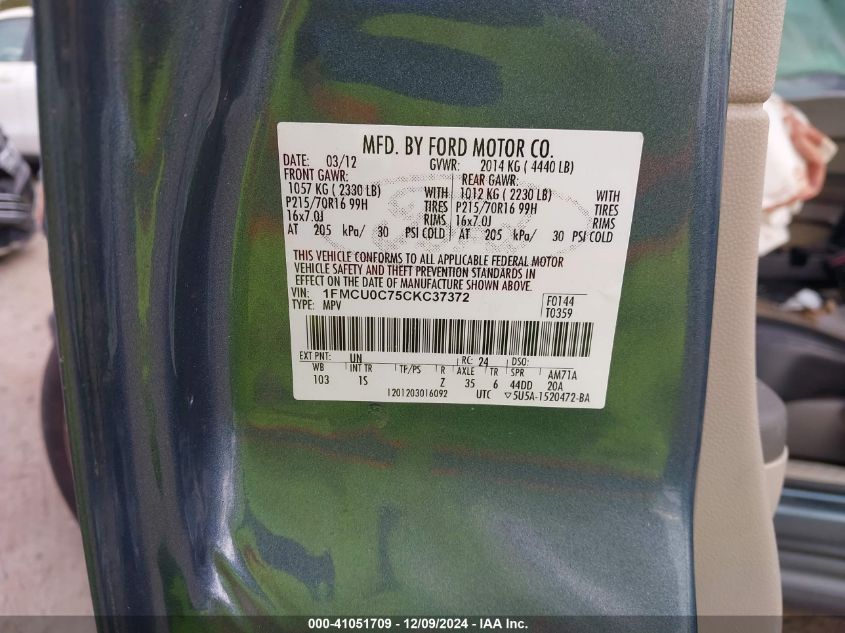 MFD. BY FORD MOTOR CO.
DATE: 03/12 GVWR: 2014 KG ( 4440 LB)
FRONT GAWR: REAR GAWR:
1057 KG ( 2330 LB) WITH 1012 KG ( 2230 LB) WITH
P215/70R16 99H TIRES P215/70R16 99H TIRES
16x7.0J RIMS 16x7.0J RIMS
AT 205 kPa/ 30 PSI COLD AT 205 kPa/ 30 PSI COLD
THIS VEHICLE CONFORMS TO ALL APPLICABLE FEDERAL MOTOR
VEHICLE SAFETY AND THEFT PREVENTION STANDARDS IN
EFFECT ON THE DATE OF MANUFACTURE SHOWN ABOVE.
VIN: 1FMCU0C75CKC37372 F0144
TYPE: MPV T0359
EXT PNT: UN RC: 24 DSO:
WB INT TR TP/PS R AXLE TR SPR AM71A
103 1S Z 35 6 44DD 20A
1201203016092 UTC ▽5U5A-1520472-BA
000-41051709 - 12/09/2024 - IAA Inc.